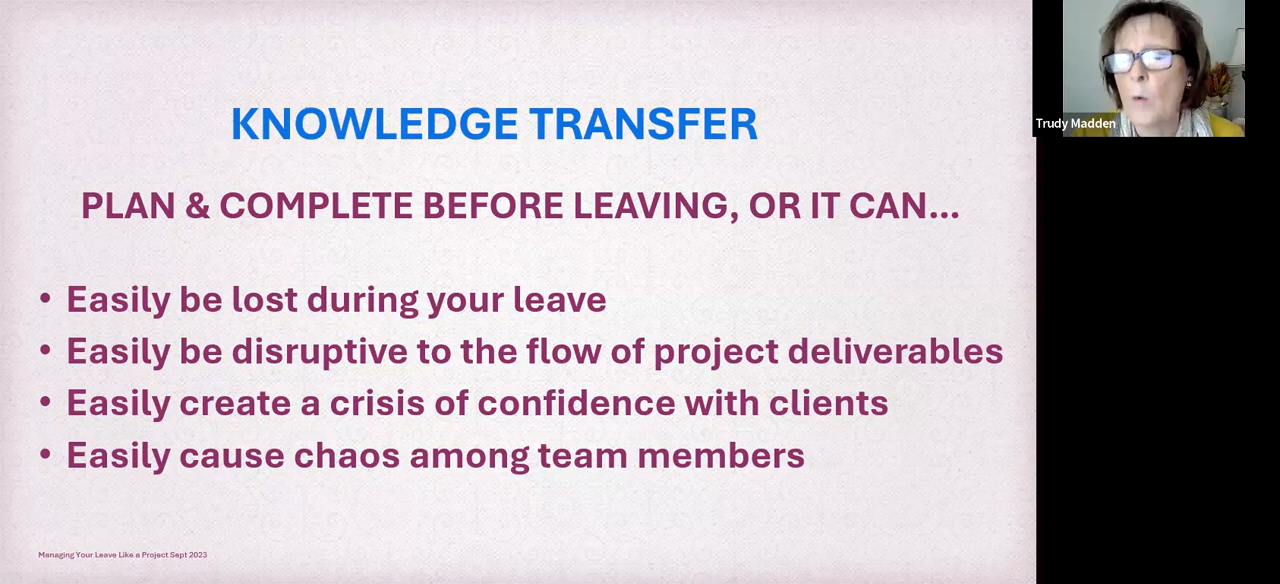 KNOWLEDGE TRANSFER
PLAN & COMPLETE BEFORE LEAVING, OR IT CAN…
• Easily be lost during your leave
• Easily be disruptive to the flow of project deliverables
• Easily create a crisis of confidence with clients
• Easily cause chaos among team members
Managing Your Leave Like a Project Sept 2023
Trudy Madden